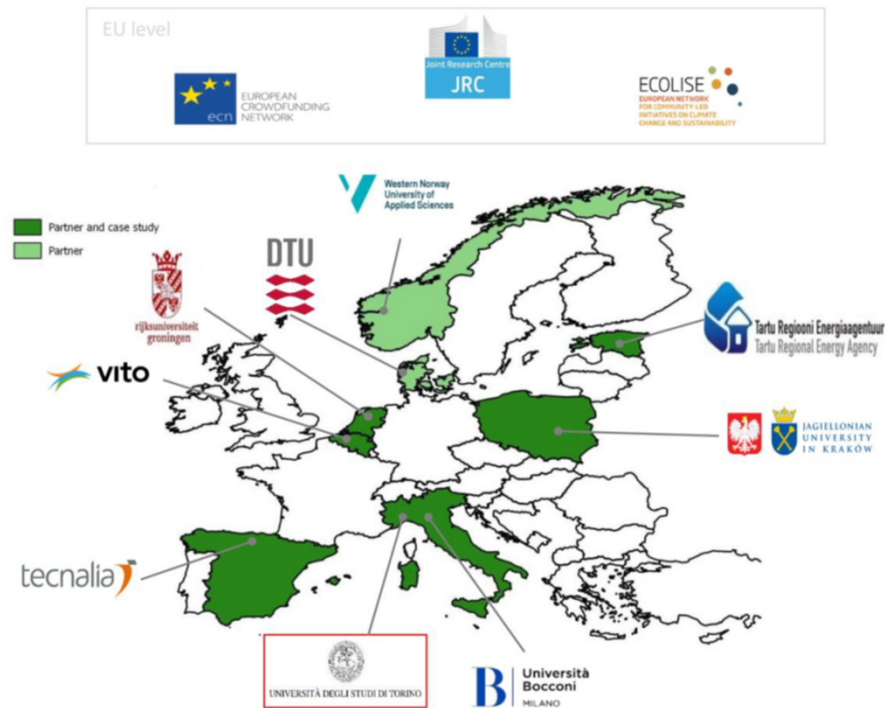 EU level
Joint Research Centre
JRC
ecn
EUROPEAN
CROWDFUNDING
NETWORK
ECOLISE
EUROPEAN NETWORK
FOR COMMUNITY-LED
INITIATIVES ON CLIMATE
CHANGE AND SUSTAINABILITY
Western Norway
University of
Applied Sciences
Partner and case study
Partner
DTU
rijksuniversiteit
groningen
vito
Tartu Regiooni Energiaagentuur
Tartu Regional Energy Agency
JAGIELLONIAN
UNIVERSITY
IN KRAKÓW
tecnalia
UNIVERSITÀ DEGLI STUDI DI TORINO
B
Università
Bocconi
MILANO